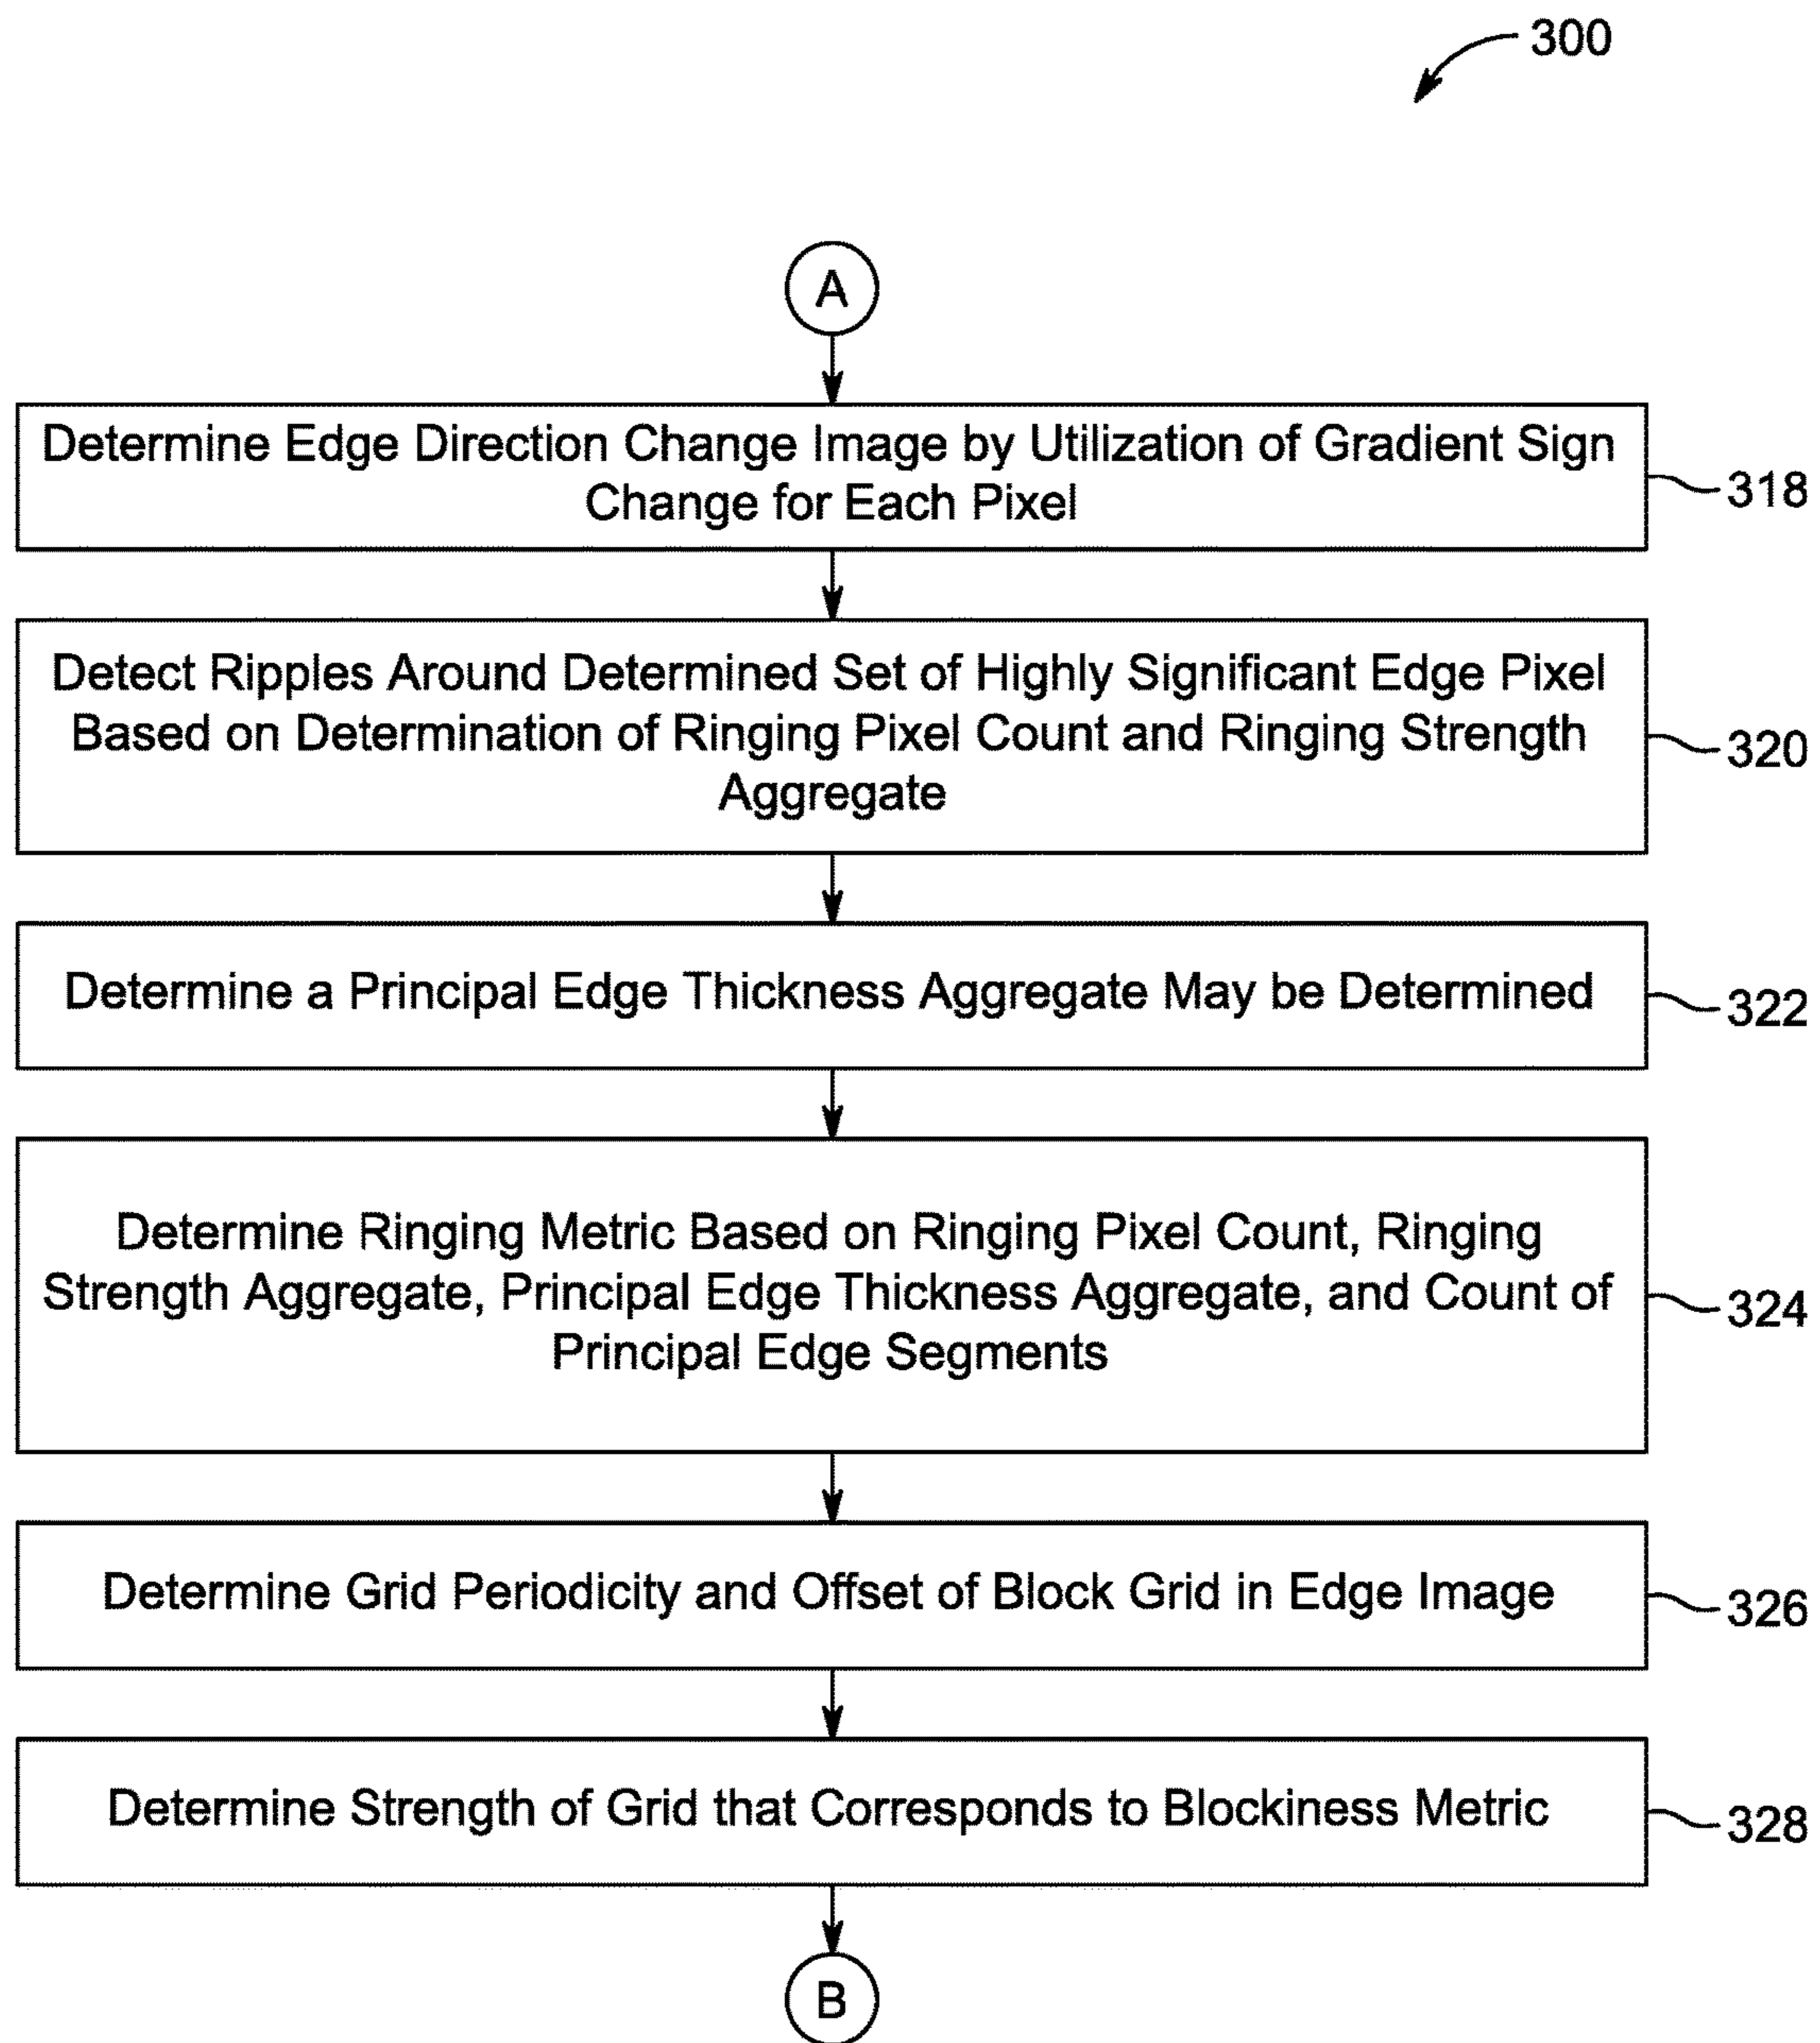 300
A
Determine Edge Direction Change Image by Utilization of Gradient Sign
Change for Each Pixel
318
Detect Ripples Around Determined Set of Highly Significant Edge Pixel
Based on Determination of Ringing Pixel Count and Ringing Strength
Aggregate
320
Determine a Principal Edge Thickness Aggregate May be Determined
322
Determine Ringing Metric Based on Ringing Pixel Count, Ringing
Strength Aggregate, Principal Edge Thickness Aggregate, and Count of
Principal Edge Segments
324
Determine Grid Periodicity and Offset of Block Grid in Edge Image
326
Determine Strength of Grid that Corresponds to Blockiness Metric
328
B